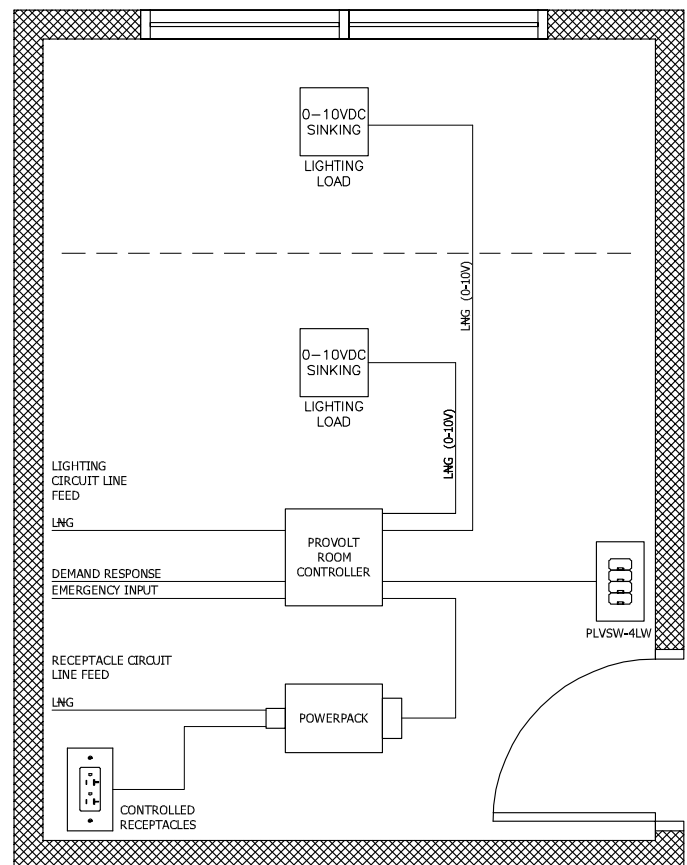 0-10VDC
SINKING
LIGHTING
LOAD
LNG (0-10V)
0-10VDC
SINKING
LIGHTING
LOAD
LNG (0-10V)
LIGHTING
CIRCUIT LINE
FEED
LNG
PROVOLT
ROOM
CONTROLLER
DEMAND RESPONSE
EMERGENCY INPUT
PLVSW-4LW
RECEPTACLE CIRCUIT
LINE FEED
LNG
POWERPACK
CONTROLLED
RECEPTACLES